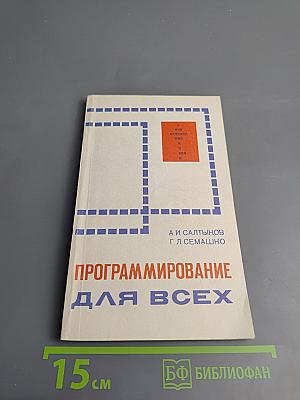 А И САЛТЫКОВ
Г Л СЕМАШКО
ПРОГРАММИРОВАНИЕ
ДЛЯ ВСЕХ
15 см
БФ БИБЛИОФАН